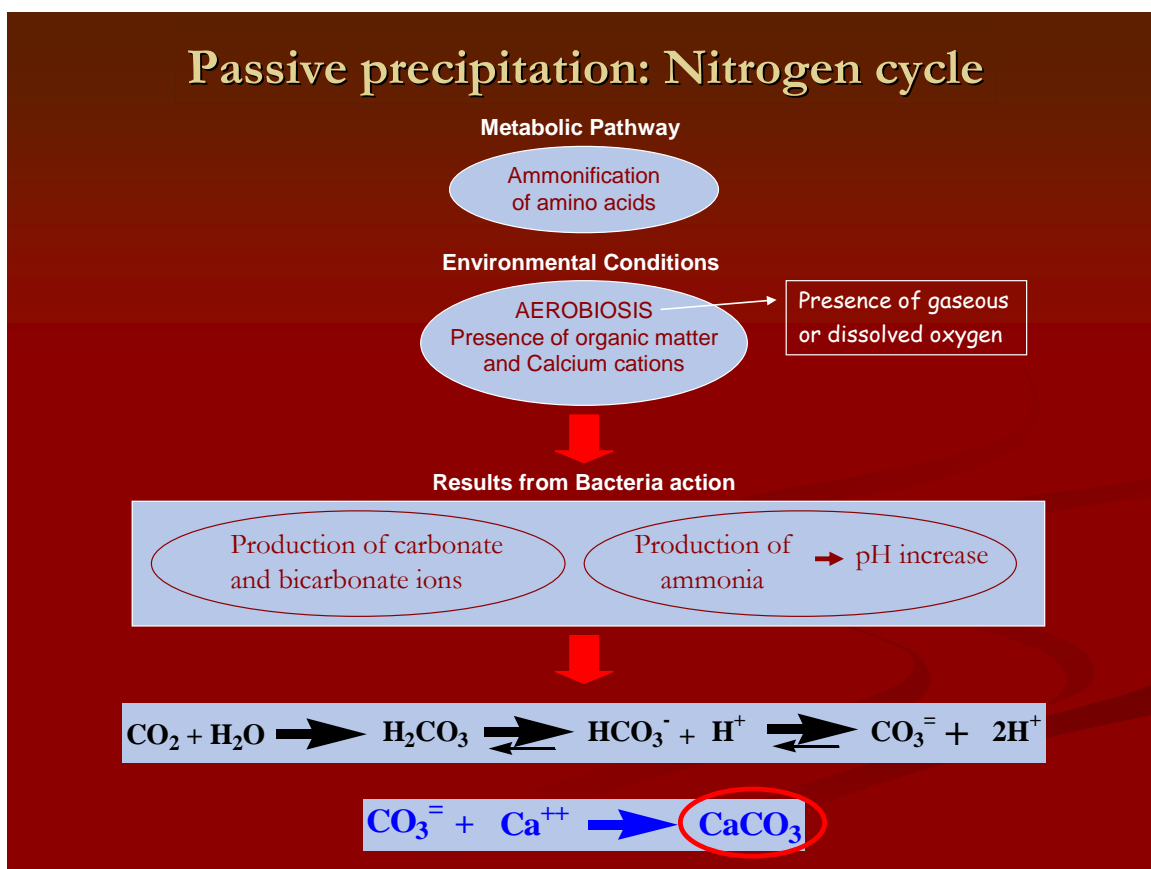 Passive precipitation: Nitrogen cycle
Metabolic Pathway
Ammonification
of amino acids
Environmental Conditions
AEROBIOSIS
Presence of organic matter
and Calcium cations
Presence of gaseous
or dissolved oxygen
Results from Bacteria action
Production of carbonate
and bicarbonate ions
Production of
ammonia
pH increase
CO₂ + H₂O → H₂CO₃ ⇌ HCO₃⁻ + H⁺ ⇌ CO₃⁼ + 2H⁺
CO₃⁼ + Ca⁺⁺ → CaCO₃